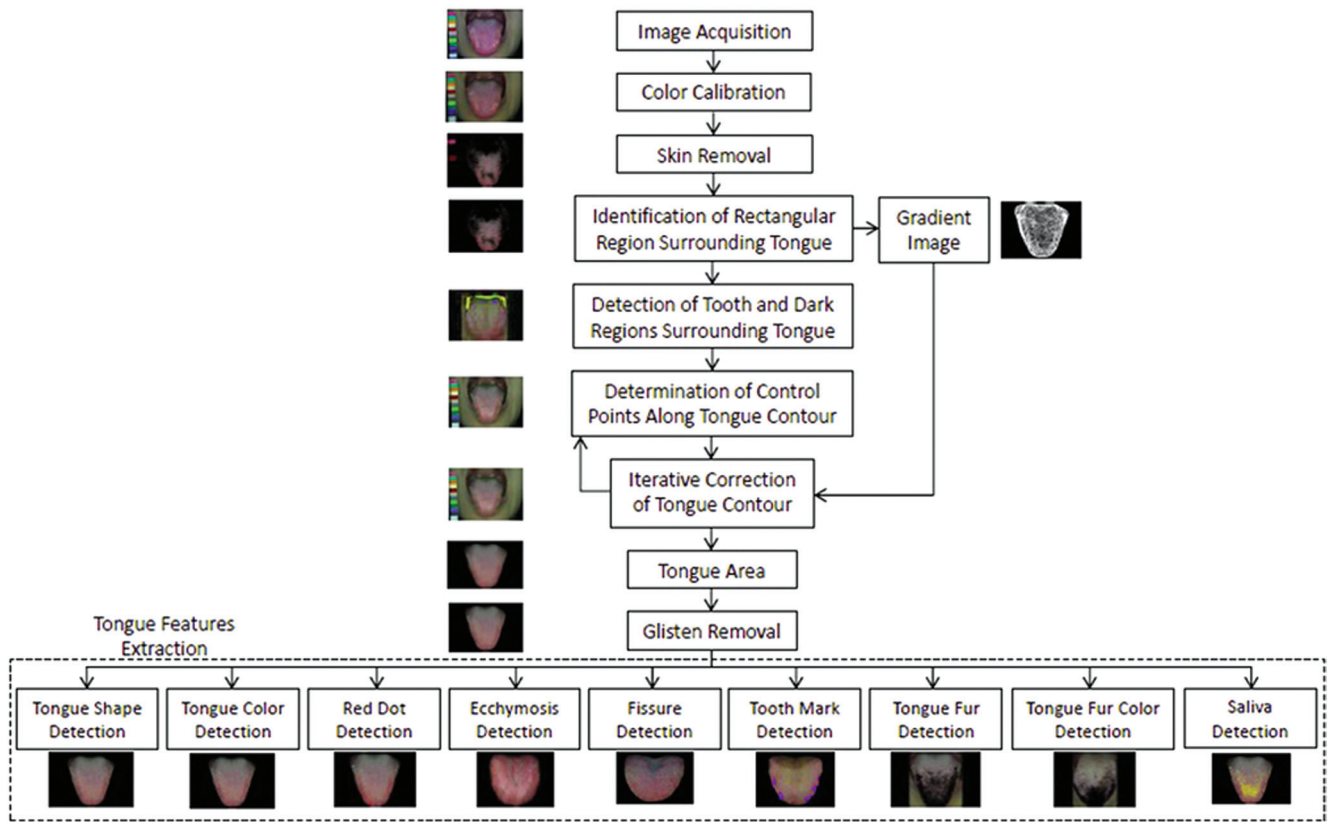 Image Acquisition
Color Calibration
Skin Removal
Identification of Rectangular
Region Surrounding Tongue
Gradient
Image
Detection of Tooth and Dark
Regions Surrounding Tongue
Determination of Control
Points Along Tongue Contour
Iterative Correction
of Tongue Contour
Tongue Area
Glisten Removal
Tongue Features
Extraction
Tongue Shape
Detection
Tongue Color
Detection
Red Dot
Detection
Ecchymosis
Detection
Fissure
Detection
Tooth Mark
Detection
Tongue Fur
Detection
Tongue Fur Color
Detection
Saliva
Detection